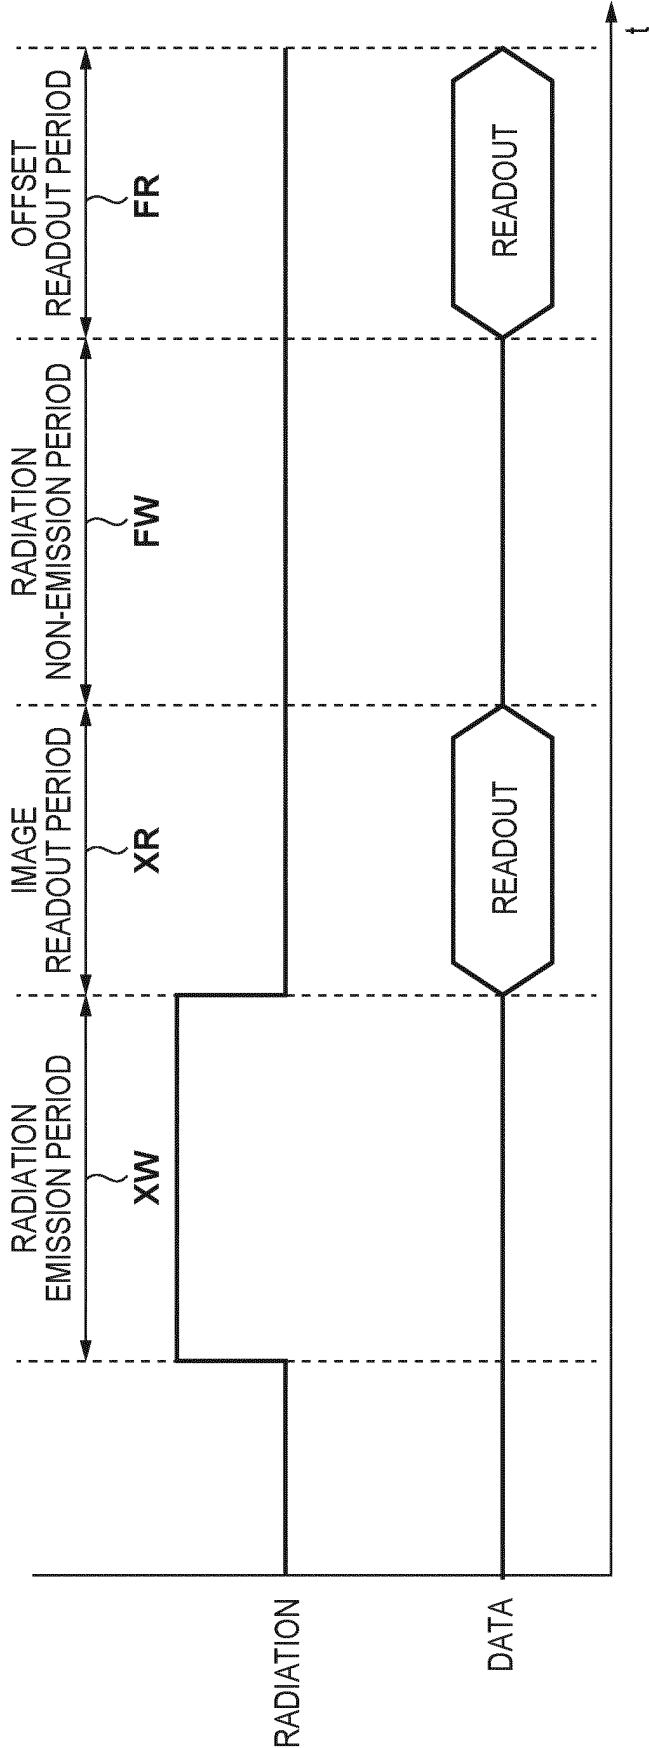 RADIATION
EMISSION PERIOD
XW
IMAGE
READOUT PERIOD
XR
RADIATION
NON-EMISSION PERIOD
FW
OFFSET
READOUT PERIOD
FR
RADIATION
DATA
READOUT
READOUT
t